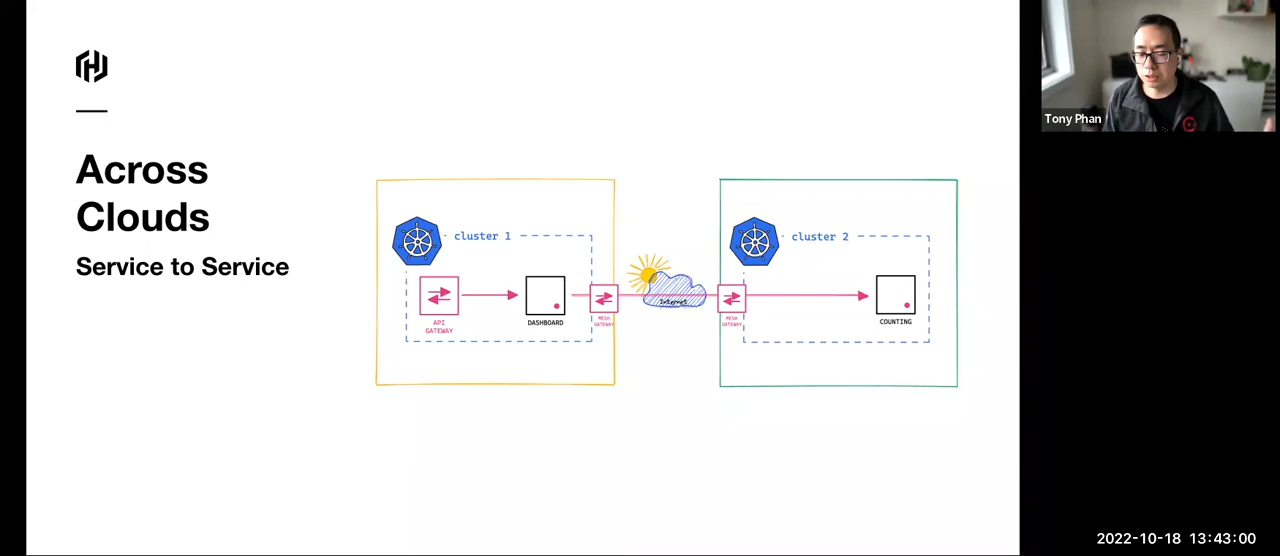 Across
Clouds
Service to Service
cluster 1
API
GATEWAY
DASHBOARD
MESH
GATEWAY
Internet
cluster 2
MESH
GATEWAY
COUNTING
Tony Phan
2022-10-18 13:43:00